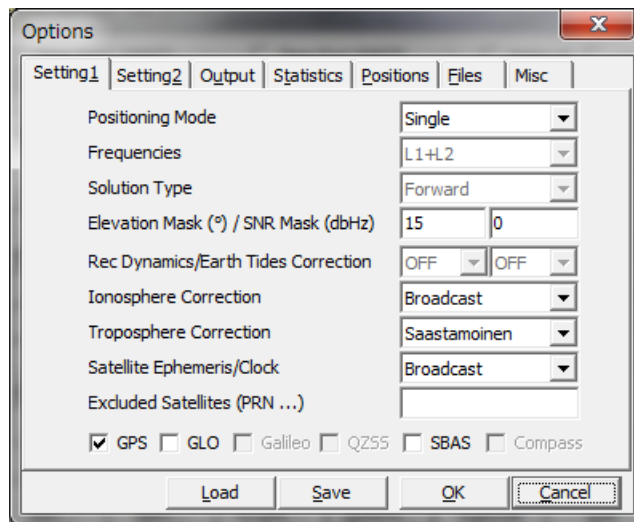 Options
Setting1 Setting2 Output Statistics Positions Files Misc
Positioning Mode Single
Frequencies L1+L2
Solution Type Forward
Elevation Mask (°) / SNR Mask (dbHz) 15 0
Rec Dynamics/Earth Tides Correction OFF OFF
Ionosphere Correction Broadcast
Troposphere Correction Saastamoinen
Satellite Ephemeris/Clock Broadcast
Excluded Satellites (PRN ...)
GPS GLO Galileo QZSS SBAS Compass
Load Save OK Cancel